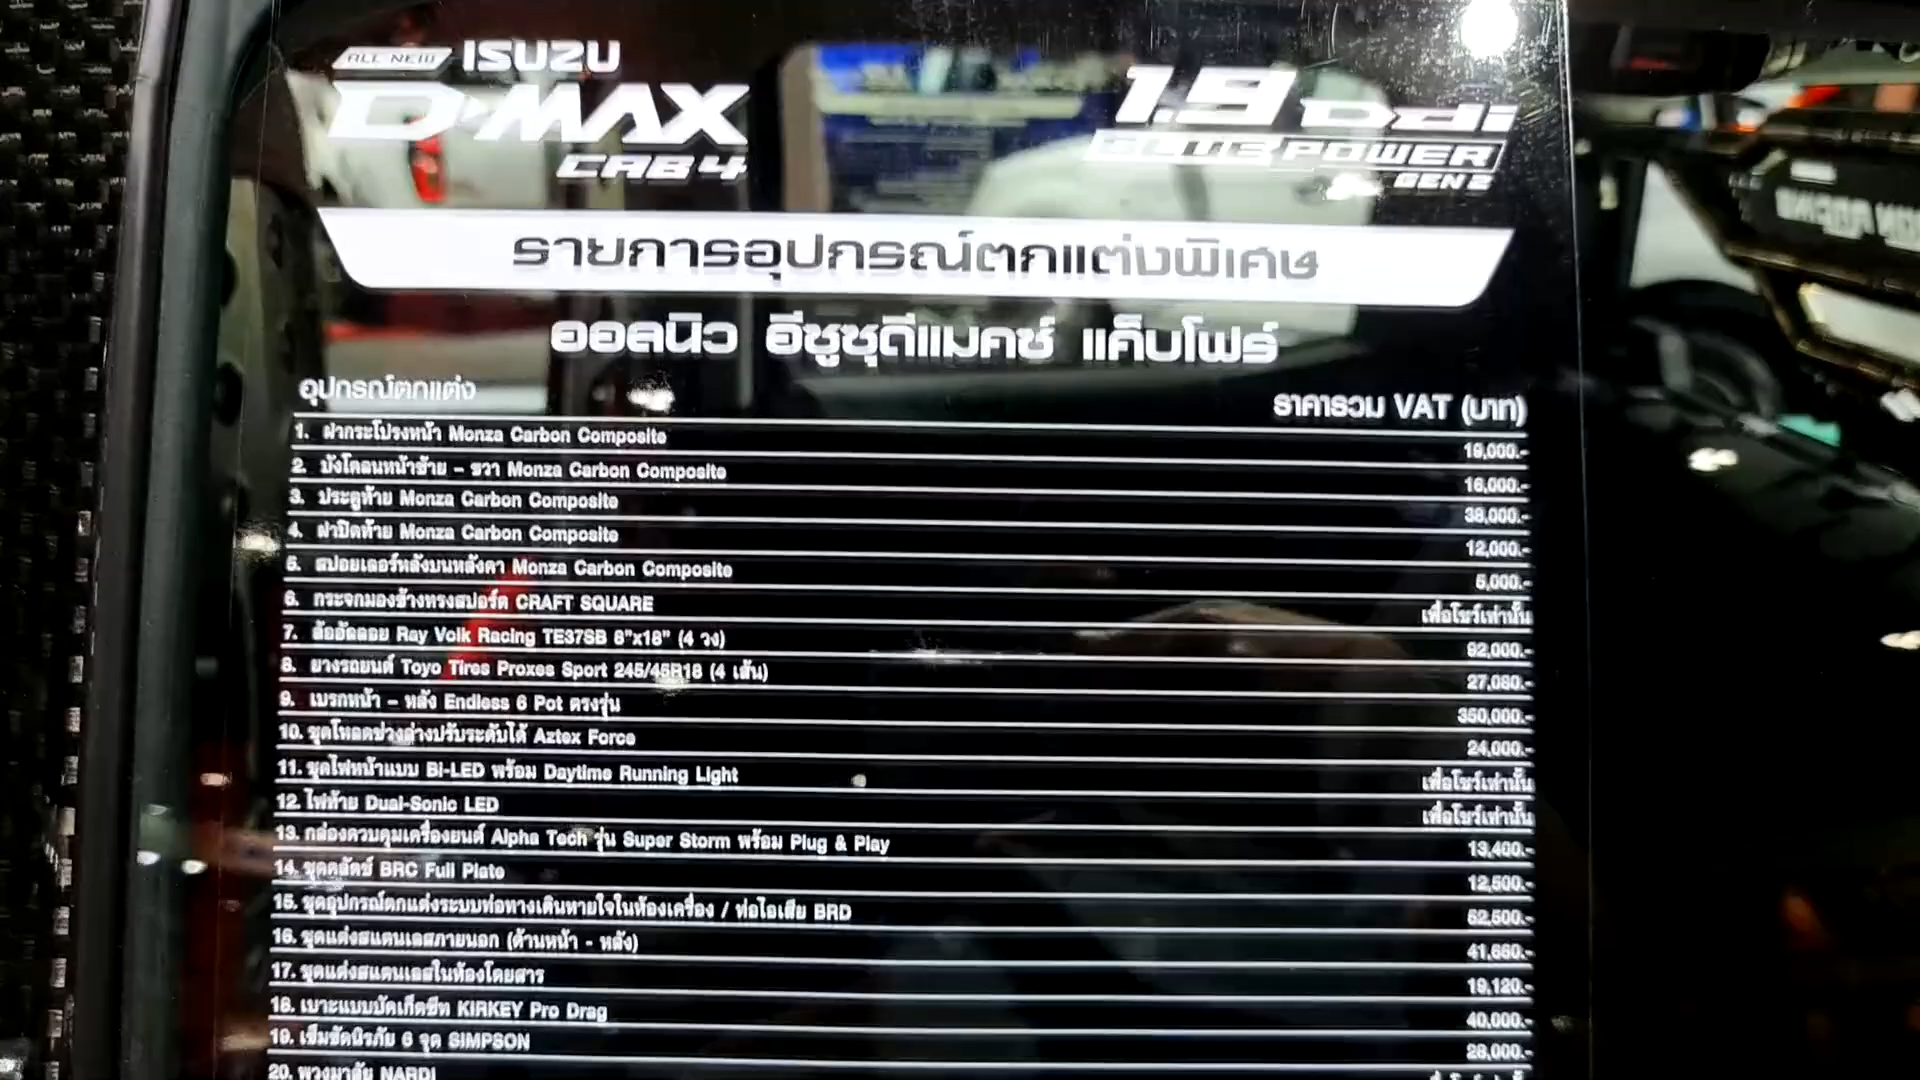 ALL NEW ISUZU
D-MAX
CAB 4
1.9 Ddi
BLUE POWER
GEN 2
รายการอุปกรณ์ตกแต่งพิเศษ
ออลนิว อีซูซุดีแมคซ์ แค็บโฟร์
อุปกรณ์ตกแต่ง ราคารวม VAT (บาท)
1. ฝากระโปรงหน้า Monza Carbon Composite 19,000.-
2. บังโคลนหน้าซ้าย – ขวา Monza Carbon Composite 16,000.-
3. ประตูท้าย Monza Carbon Composite 38,000.-
4. ฝาปิดท้าย Monza Carbon Composite 12,000.-
5. สปอยเลอร์หลังบนหลังคา Monza Carbon Composite 5,000.-
6. กระจกมองข้างทรงสปอร์ต CRAFT SQUARE เพื่อโชว์เท่านั้น
7. ล้ออัลลอย Ray Volk Racing TE37SB 8"x18" (4 วง) 92,000.-
8. ยางรถยนต์ Toyo Tires Proxes Sport 245/45R18 (4 เส้น) 27,080.-
9. เบรกหน้า – หลัง Endless 6 Pot ตรงรุ่น 350,000.-
10. ชุดโหลดช่วงล่างปรับระดับได้ Aztex Force 24,000.-
11. ชุดไฟหน้าแบบ Bi-LED พร้อม Daytime Running Light เพื่อโชว์เท่านั้น
12. ไฟท้าย Dual-Sonic LED เพื่อโชว์เท่านั้น
13. กล่องควบคุมเครื่องยนต์ Alpha Tech รุ่น Super Storm พร้อม Plug & Play 13,400.-
14. ชุดคลัตช์ BRC Full Plate 12,500.-
15. ชุดอุปกรณ์ตกแต่งระบบท่อทางเดินหายใจในห้องเครื่อง / ท่อไอเสีย BRD 52,500.-
16. ชุดแต่งสแตนเลสภายนอก (ด้านหน้า - หลัง) 41,660.-
17. ชุดแต่งสแตนเลสในห้องโดยสาร 19,120.-
18. เบาะแบบบัคเก็ตซีท KIRKEY Pro Drag 40,000.-
19. เข็มขัดนิรภัย 6 จุด SIMPSON 28,000.-
20. พวงมาลัย NARDI